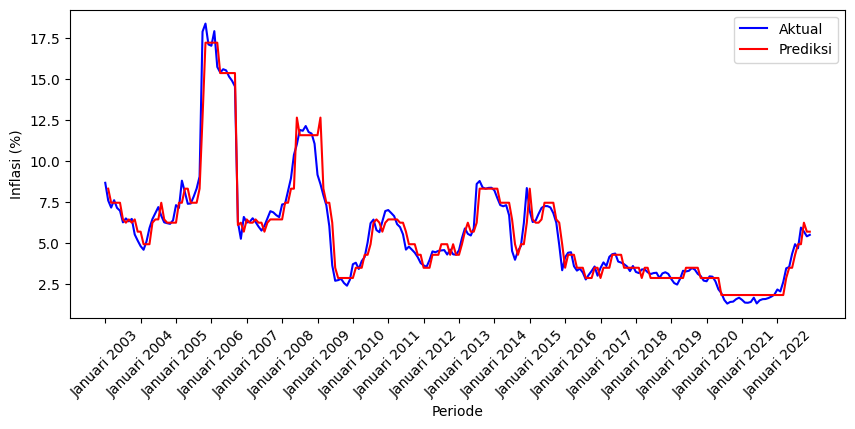 Aktual
Prediksi
17.5
15.0
12.5
10.0
7.5
5.0
2.5
Inflasi (%)
Januari 2003
Januari 2004
Januari 2005
Januari 2006
Januari 2007
Januari 2008
Januari 2009
Januari 2010
Januari 2011
Januari 2012
Januari 2013
Januari 2014
Januari 2015
Januari 2016
Januari 2017
Januari 2018
Januari 2019
Januari 2020
Januari 2021
Januari 2022
Periode